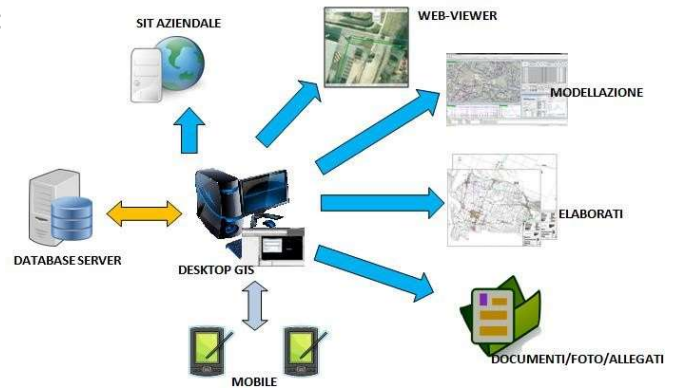 SIT AZIENDALE
WEB-VIEWER
MODELLAZIONE
ELABORATI
DATABASE SERVER
DESKTOP GIS
DOCUMENTI/FOTO/ALLEGATI
MOBILE